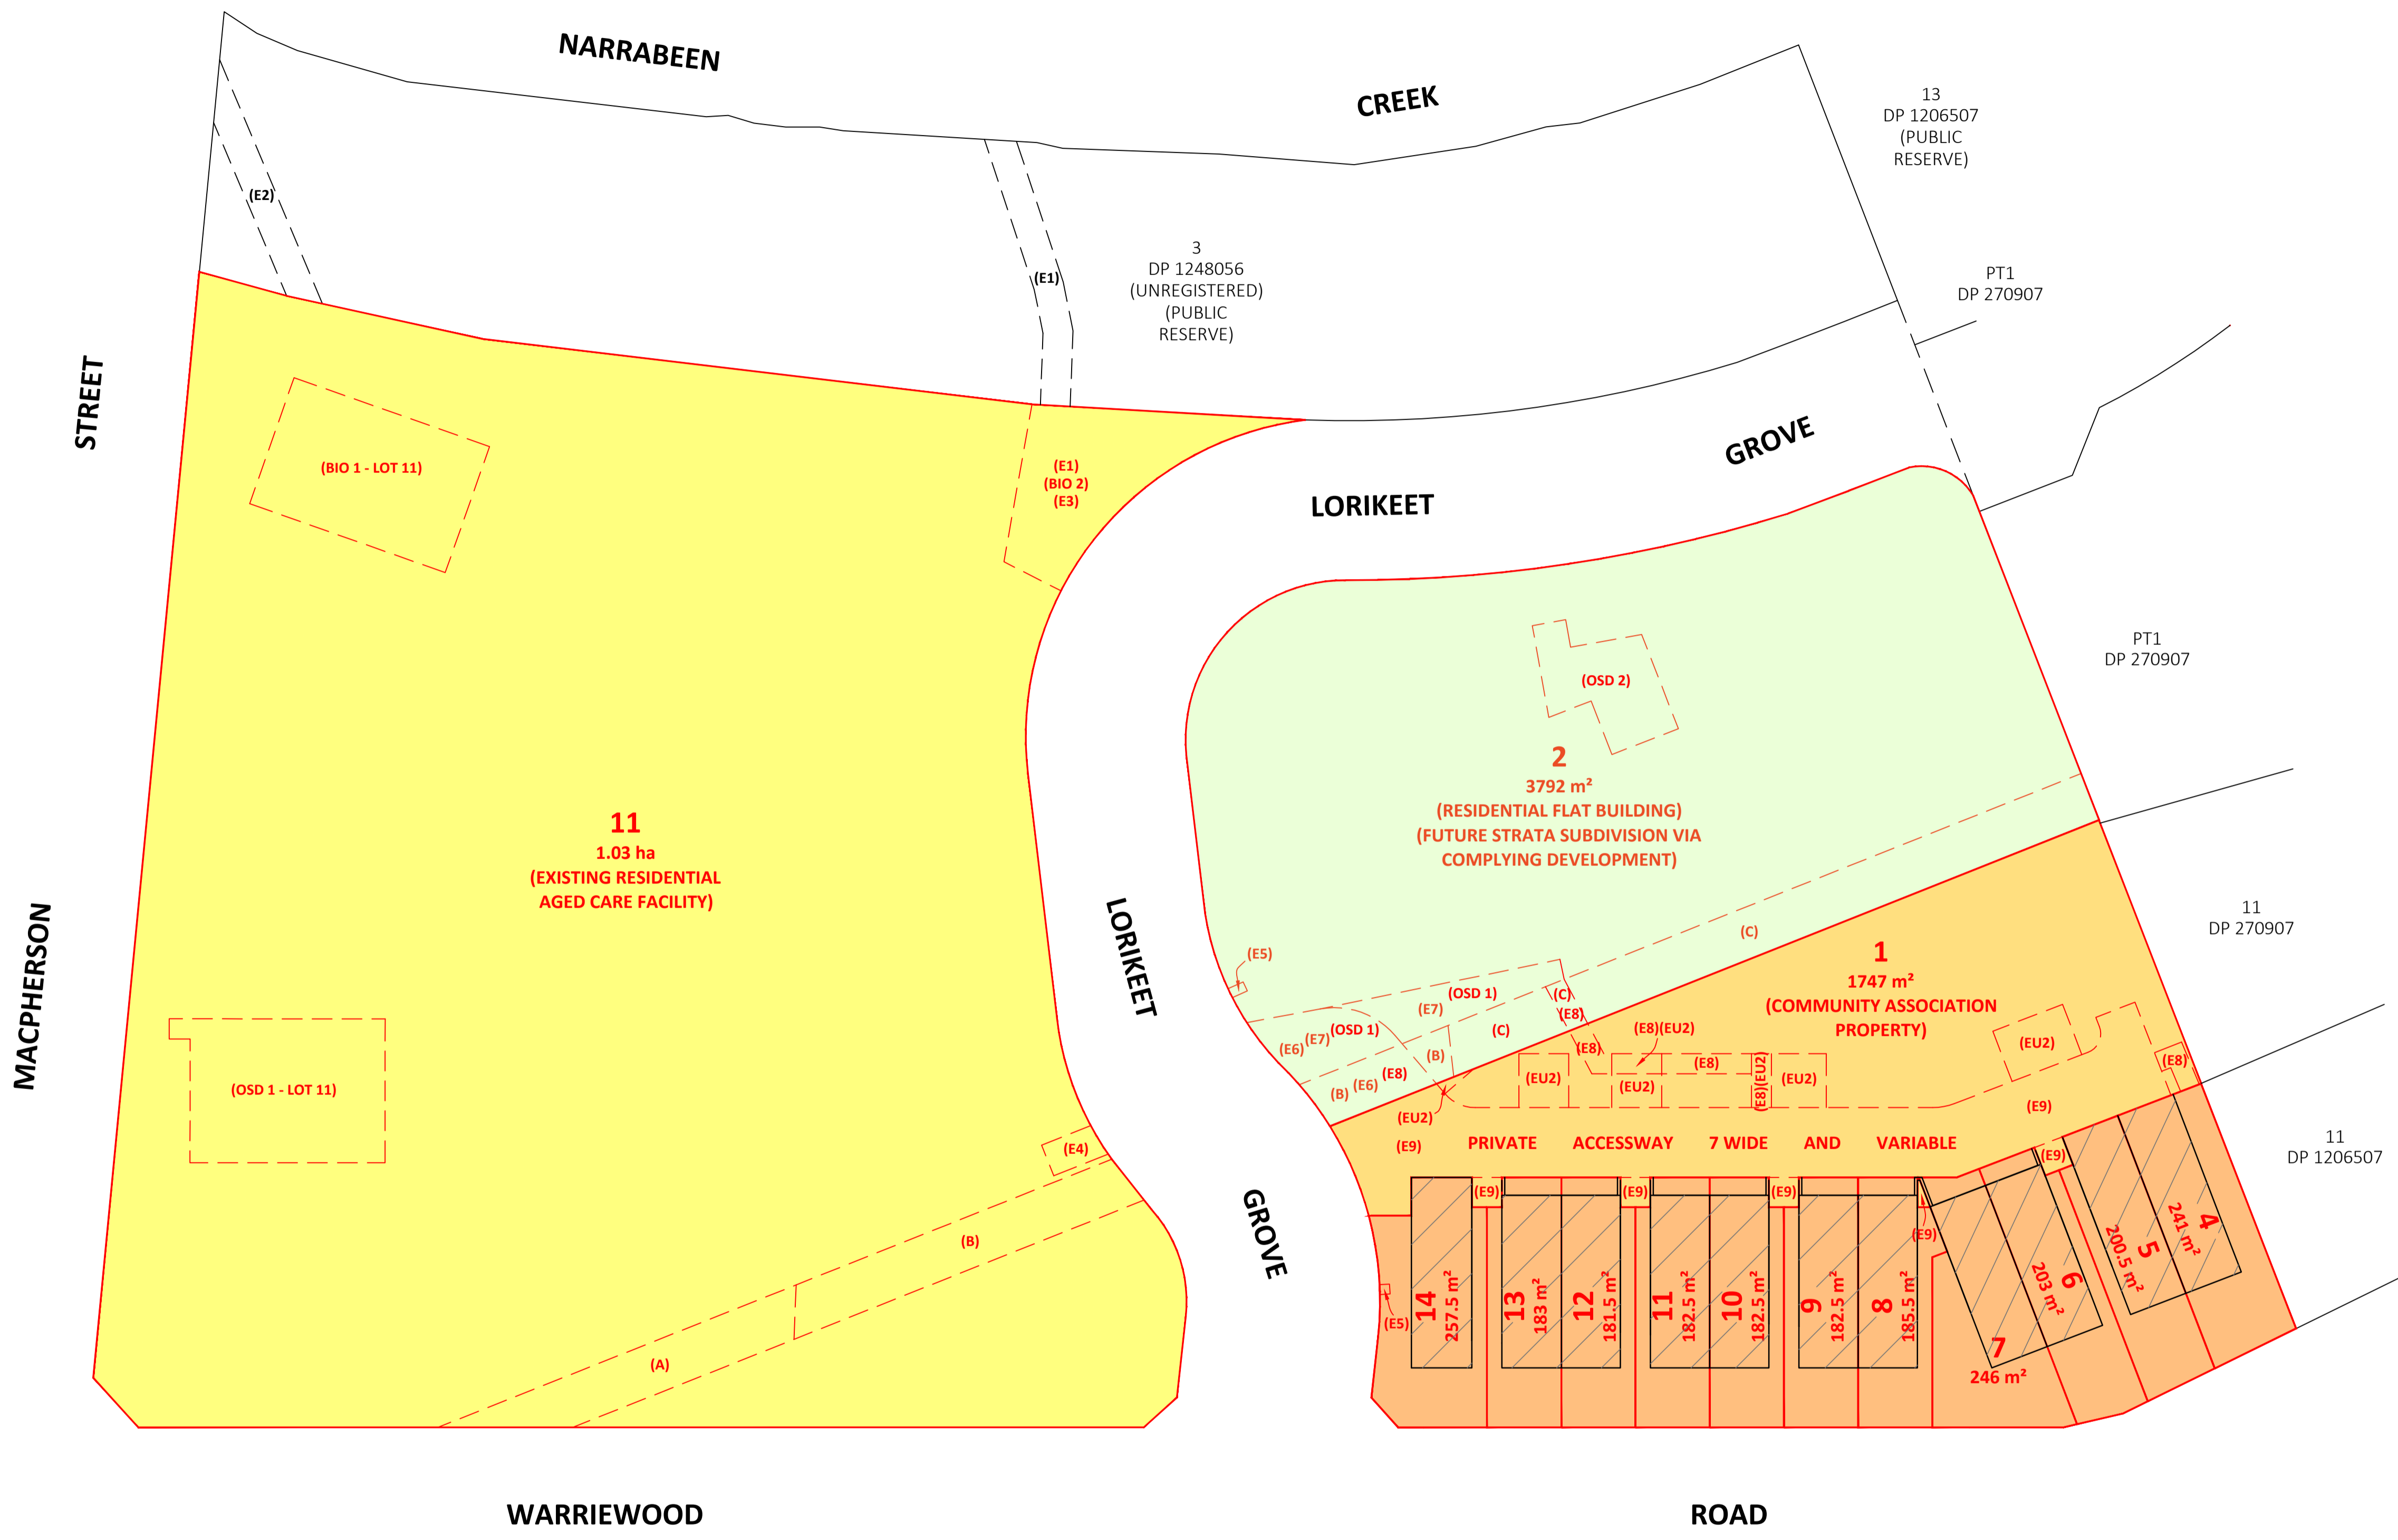 NARRABEEN
CREEK
13
DP 1206507
(PUBLIC
RESERVE)
(E2)
3
DP 1248056
(UNREGISTERED)
(PUBLIC
RESERVE)
(E1)
PT1
DP 270907
STREET
(BIO 1 - LOT 11)
(E1)
(BIO 2)
(E3)
GROVE
LORIKEET
PT1
DP 270907
(OSD 2)
2
3792 m²
(RESIDENTIAL FLAT BUILDING)
(FUTURE STRATA SUBDIVISION VIA
COMPLYING DEVELOPMENT)
11
1.03 ha
(EXISTING RESIDENTIAL
AGED CARE FACILITY)
MACPHERSON
LORIKEET
(C)
11
DP 270907
1
1747 m²
(COMMUNITY ASSOCIATION
PROPERTY)
(E5)
(OSD 1)
(C)
(E7)
(E8)
(E7)
(OSD 1)
(C)
(E8)(EU2)
(E6)
(B)
(E8)
(E8)
(EU2)
(E8)
(E8)
(B)
(E6)
(EU2)
(EU2)
(E8)(EU2)
(EU2)
(OSD 1 - LOT 11)
(EU2)
(E9)
(E9)
PRIVATE ACCESSWAY 7 WIDE AND VARIABLE
(E4)
(E9)
11
DP 1206507
(E9)
(E9)
(E9)
(E9)
GROVE
(B)
(A)
(E5)
14
257.5 m²
13
183 m²
12
181.5 m²
11
182.5 m²
10
182.5 m²
9
182.5 m²
8
185.5 m²
7
246 m²
6
203 m²
5
200.5 m²
4
241 m²
WARRIEWOOD
ROAD